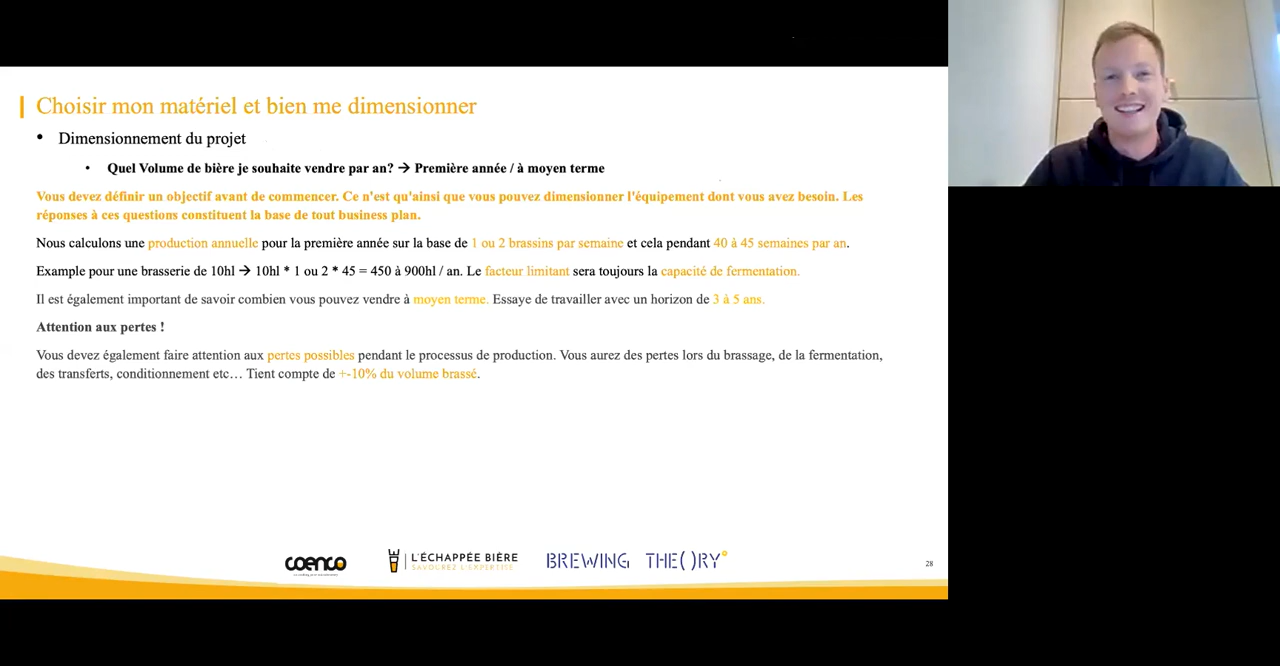 Choisir mon matériel et bien me dimensionner
• Dimensionnement du projet
• Quel Volume de bière je souhaite vendre par an? → Première année / à moyen terme
Vous devez définir un objectif avant de commencer. Ce n'est qu'ainsi que vous pouvez dimensionner l'équipement dont vous avez besoin. Les
réponses à ces questions constituent la base de tout business plan.
Nous calculons une production annuelle pour la première année sur la base de 1 ou 2 brassins par semaine et cela pendant 40 à 45 semaines par an.
Example pour une brasserie de 10hl → 10hl * 1 ou 2 * 45 = 450 à 900hl / an. Le facteur limitant sera toujours la capacité de fermentation.
Il est également important de savoir combien vous pouvez vendre à moyen terme. Essaye de travailler avec un horizon de 3 à 5 ans.
Attention aux pertes !
Vous devez également faire attention aux pertes possibles pendant le processus de production. Vous aurez des pertes lors du brassage, de la fermentation,
des transferts, conditionnement etc… Tient compte de +-10% du volume brassé.
coenco
L'ÉCHAPPÉE BIÈRE
SAVOUREZ L'EXPERTISE
BREWING THE()RY
28